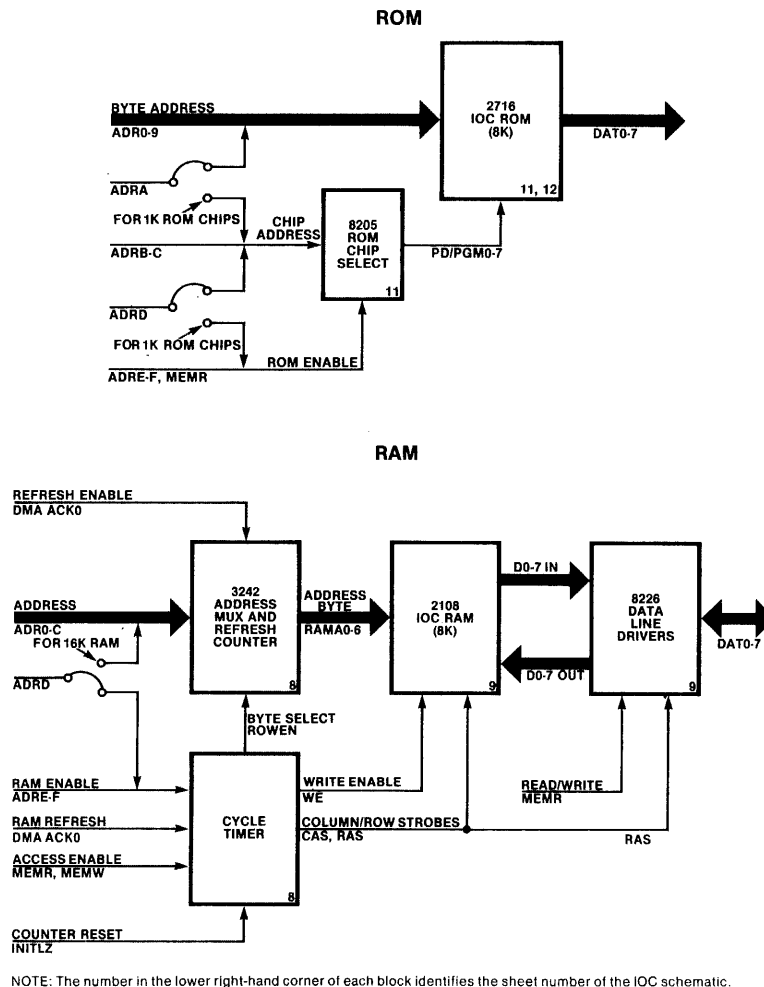 ROM
BYTE ADDRESS
ADR0-9
2716
IOC ROM
(8K)
11, 12
DAT0-7
ADRA
FOR 1K ROM CHIPS
CHIP
ADDRESS
ADRB-C
8205
ROM
CHIP
SELECT
11
PD/PGM0-7
ADRD
FOR 1K ROM CHIPS
ROM ENABLE
ADRE-F, MEMR
RAM
REFRESH ENABLE
DMA ACK0
ADDRESS
ADR0-C
FOR 16K RAM
ADRD
3242
ADDRESS
MUX AND
REFRESH
COUNTER
8
ADDRESS
BYTE
RAMA0-6
2108
IOC RAM
(8K)
9
D0-7 IN
D0-7 OUT
8226
DATA
LINE
DRIVERS
9
DAT0-7
BYTE SELECT
ROWEN
RAM ENABLE
ADRE-F
RAM REFRESH
DMA ACK0
ACCESS ENABLE
MEMR, MEMW
COUNTER RESET
INITLZ
CYCLE
TIMER
8
WRITE ENABLE
WE
COLUMN/ROW STROBES
CAS, RAS
READ/WRITE
MEMR
RAS
NOTE: The number in the lower right-hand corner of each block identifies the sheet number of the IOC schematic.